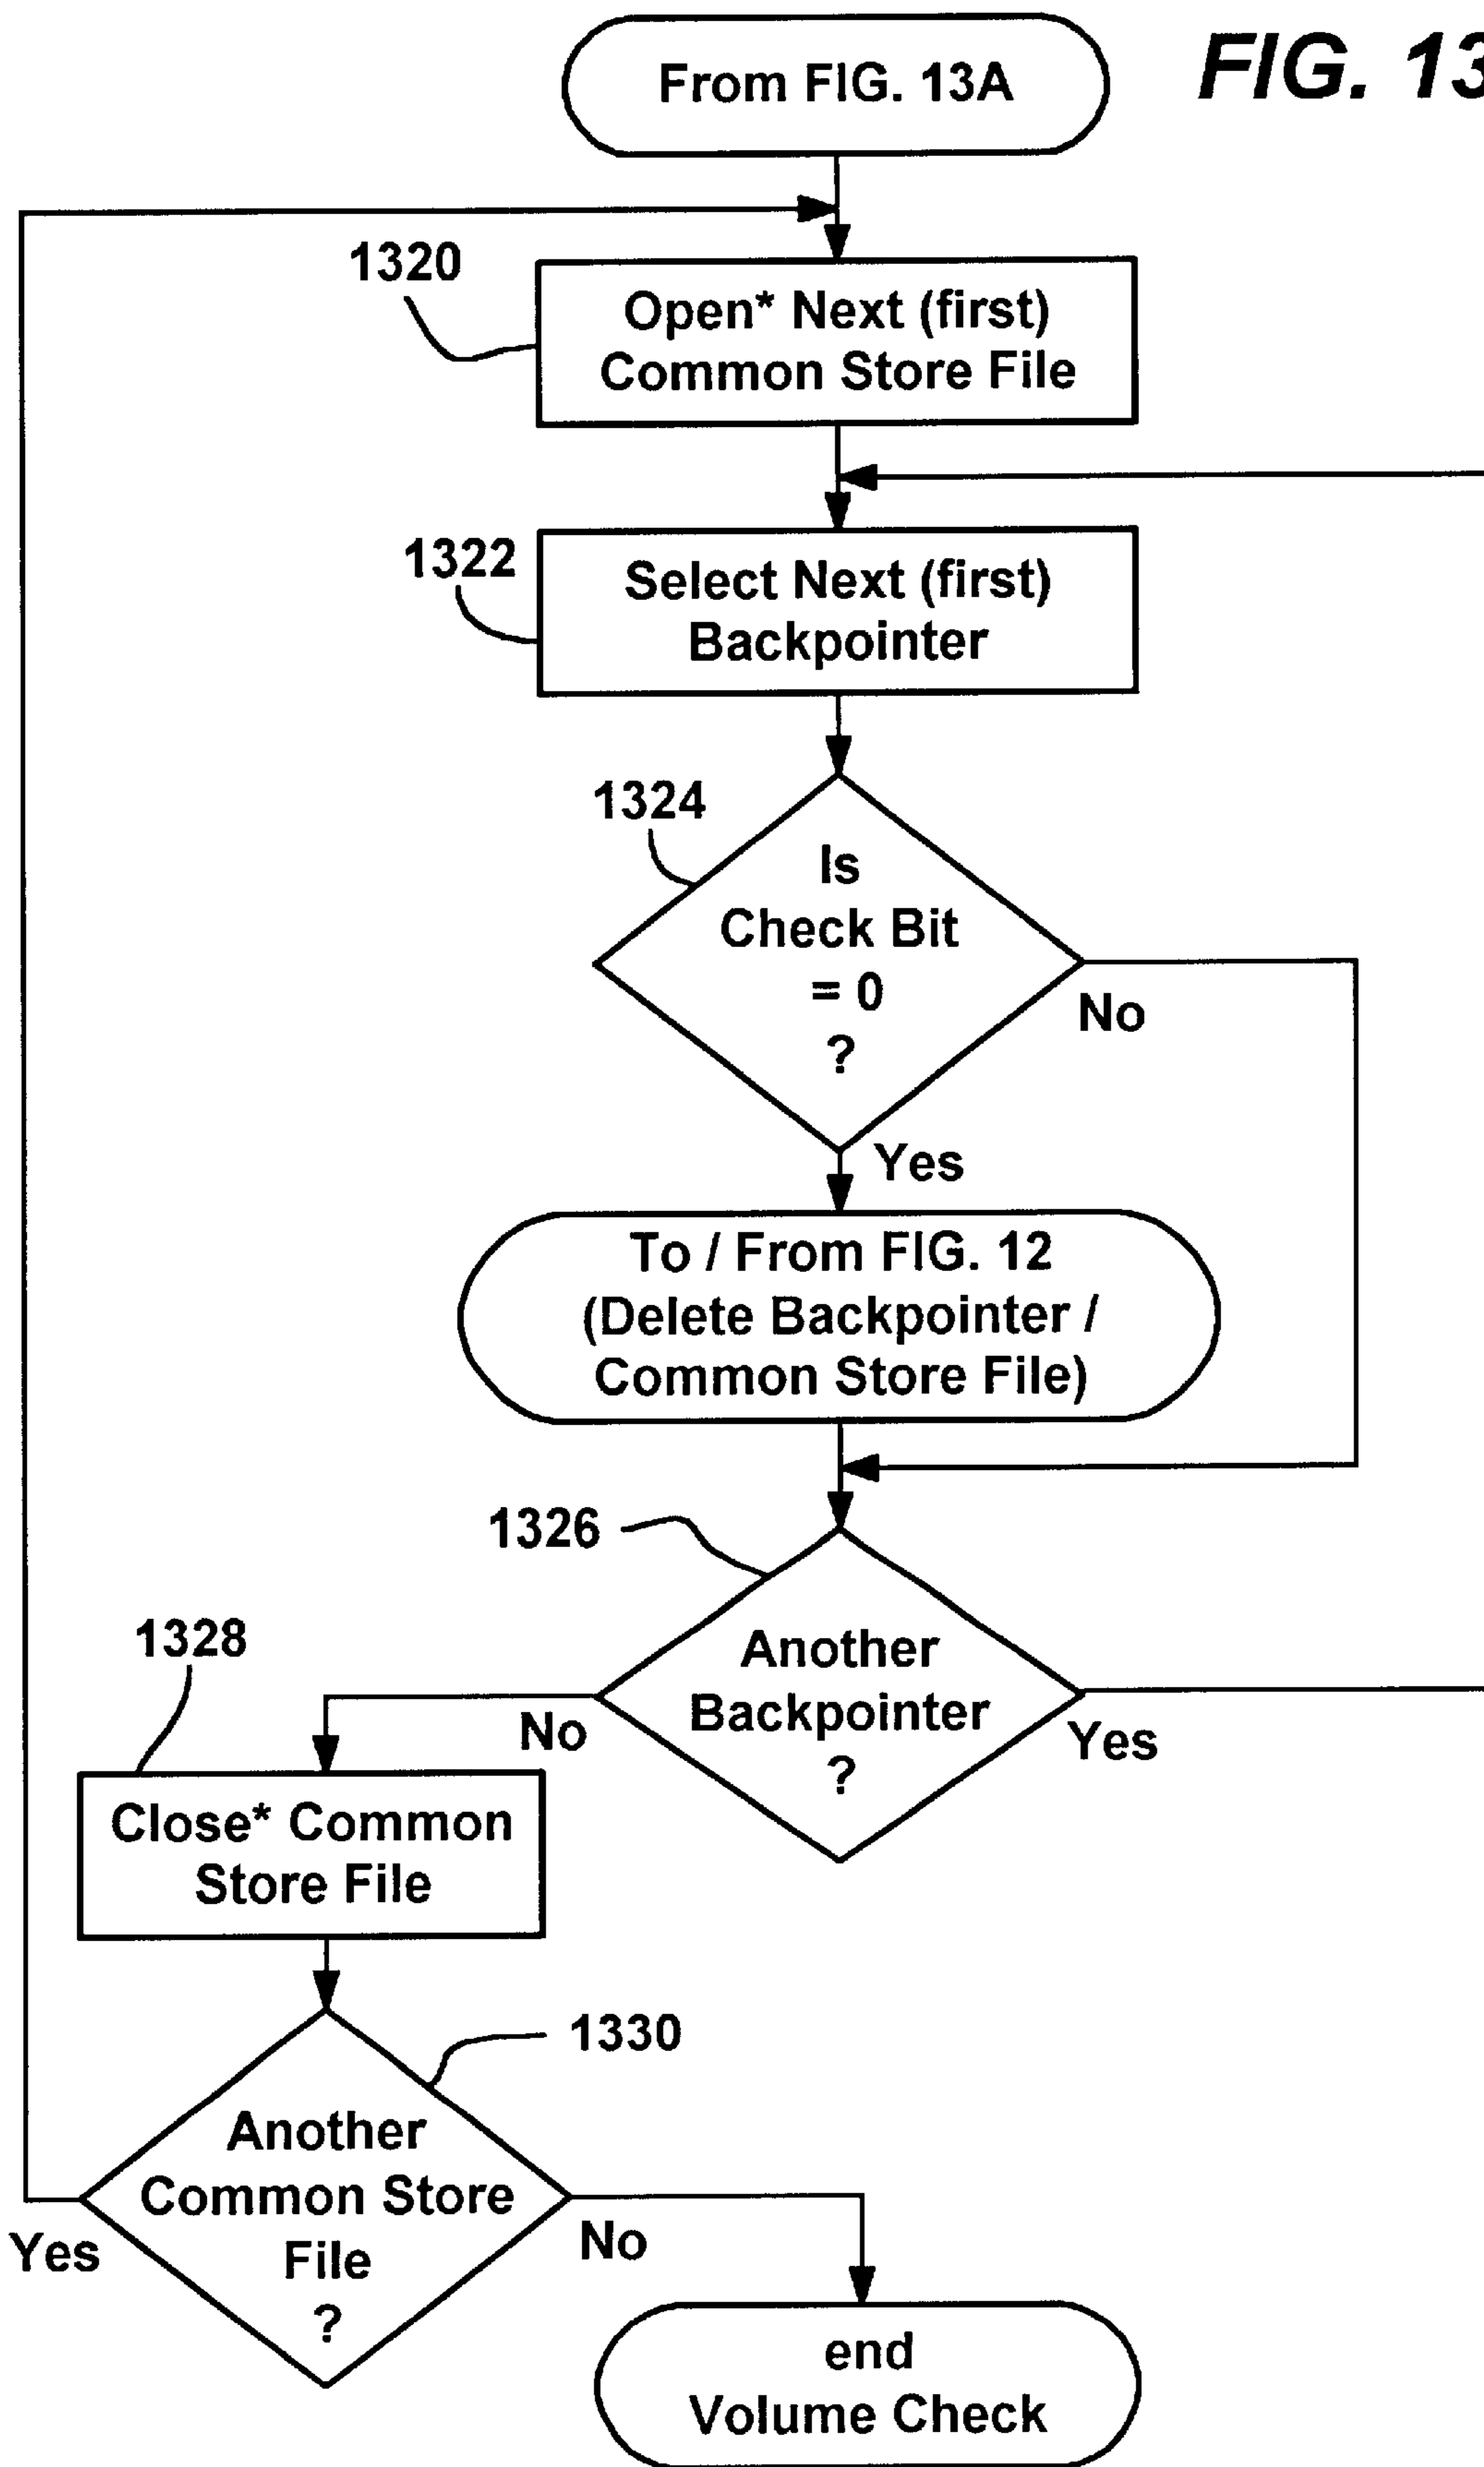 From FIG. 13A
FIG. 13
1320
Open* Next (first)
Common Store File
1322
Select Next (first)
Backpointer
1324
Is
Check Bit
= 0
?
No
Yes
To / From FIG. 12
(Delete Backpointer /
Common Store File)
1326
Another
Backpointer
?
No
Yes
1328
Close* Common
Store File
1330
Another
Common Store
File
?
Yes
No
end
Volume Check